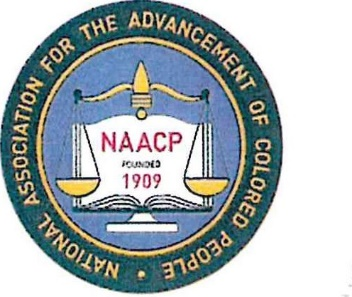 NATIONAL ASSOCIATION FOR THE ADVANCEMENT OF COLORED PEOPLE
NAACP
FOUNDED
1909